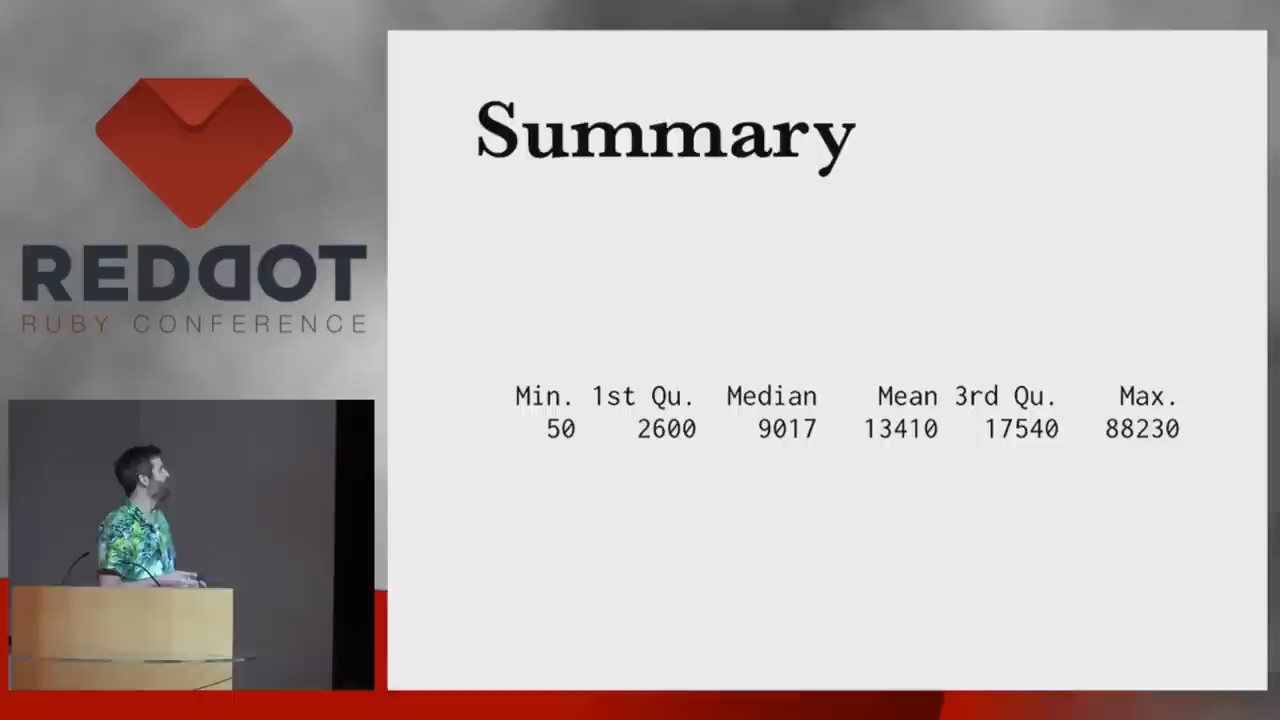 REDDOT
RUBY CONFERENCE
Summary
Min. 1st Qu. Median Mean 3rd Qu. Max.
50 2600 9017 13410 17540 88230